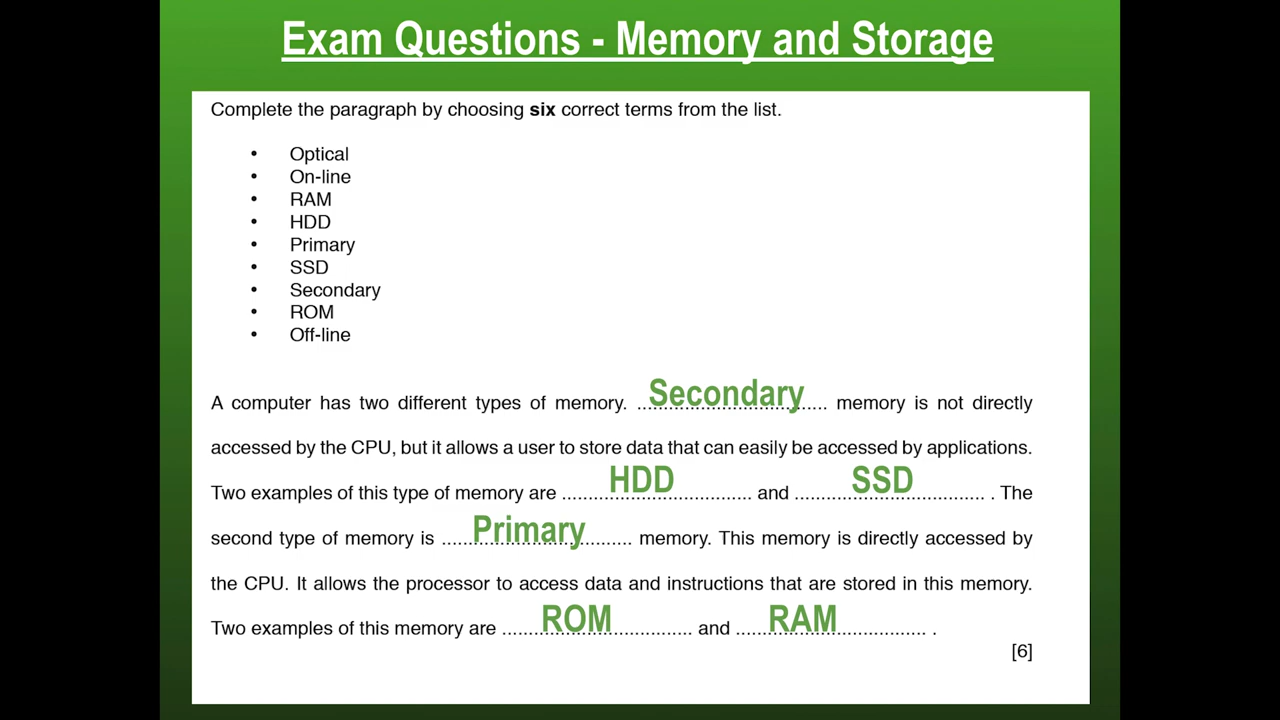 Exam Questions - Memory and Storage
Complete the paragraph by choosing six correct terms from the list.
• Optical
• On-line
• RAM
• HDD
• Primary
• SSD
• Secondary
• ROM
• Off-line
A computer has two different types of memory. Secondary memory is not directly
accessed by the CPU, but it allows a user to store data that can easily be accessed by applications.
Two examples of this type of memory are HDD and SSD . The
second type of memory is Primary memory. This memory is directly accessed by
the CPU. It allows the processor to access data and instructions that are stored in this memory.
Two examples of this memory are ROM and RAM .
[6]